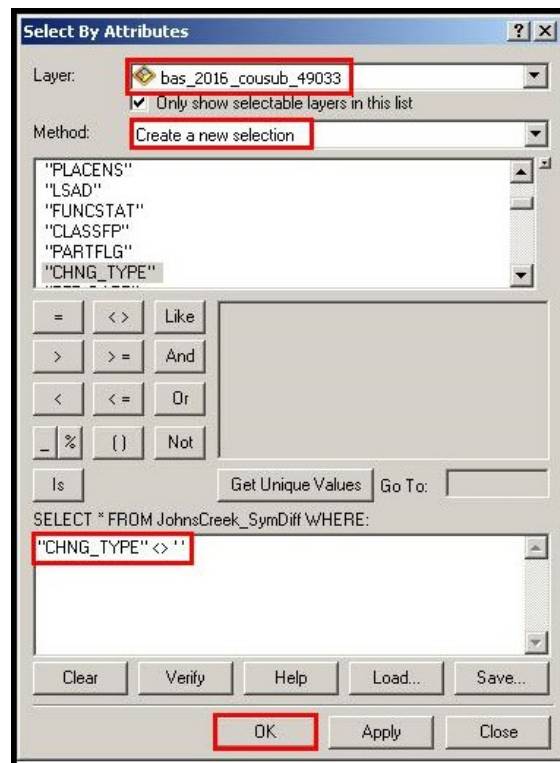 Select By Attributes ? X
Layer: bas_2016_cousub_49033
Only show selectable layers in this list
Method: Create a new selection
"PLACENS"
"LSAD"
"FUNCSTAT"
"CLASSFP"
"PARTFLG"
"CHNG_TYPE"
= < > Like
> > = And
< < = Or
_ % () Not
Is Get Unique Values Go To:
SELECT * FROM JohnsCreek_SymDiff WHERE:
"CHNG_TYPE" <> ''
Clear Verify Help Load... Save...
OK Apply Close